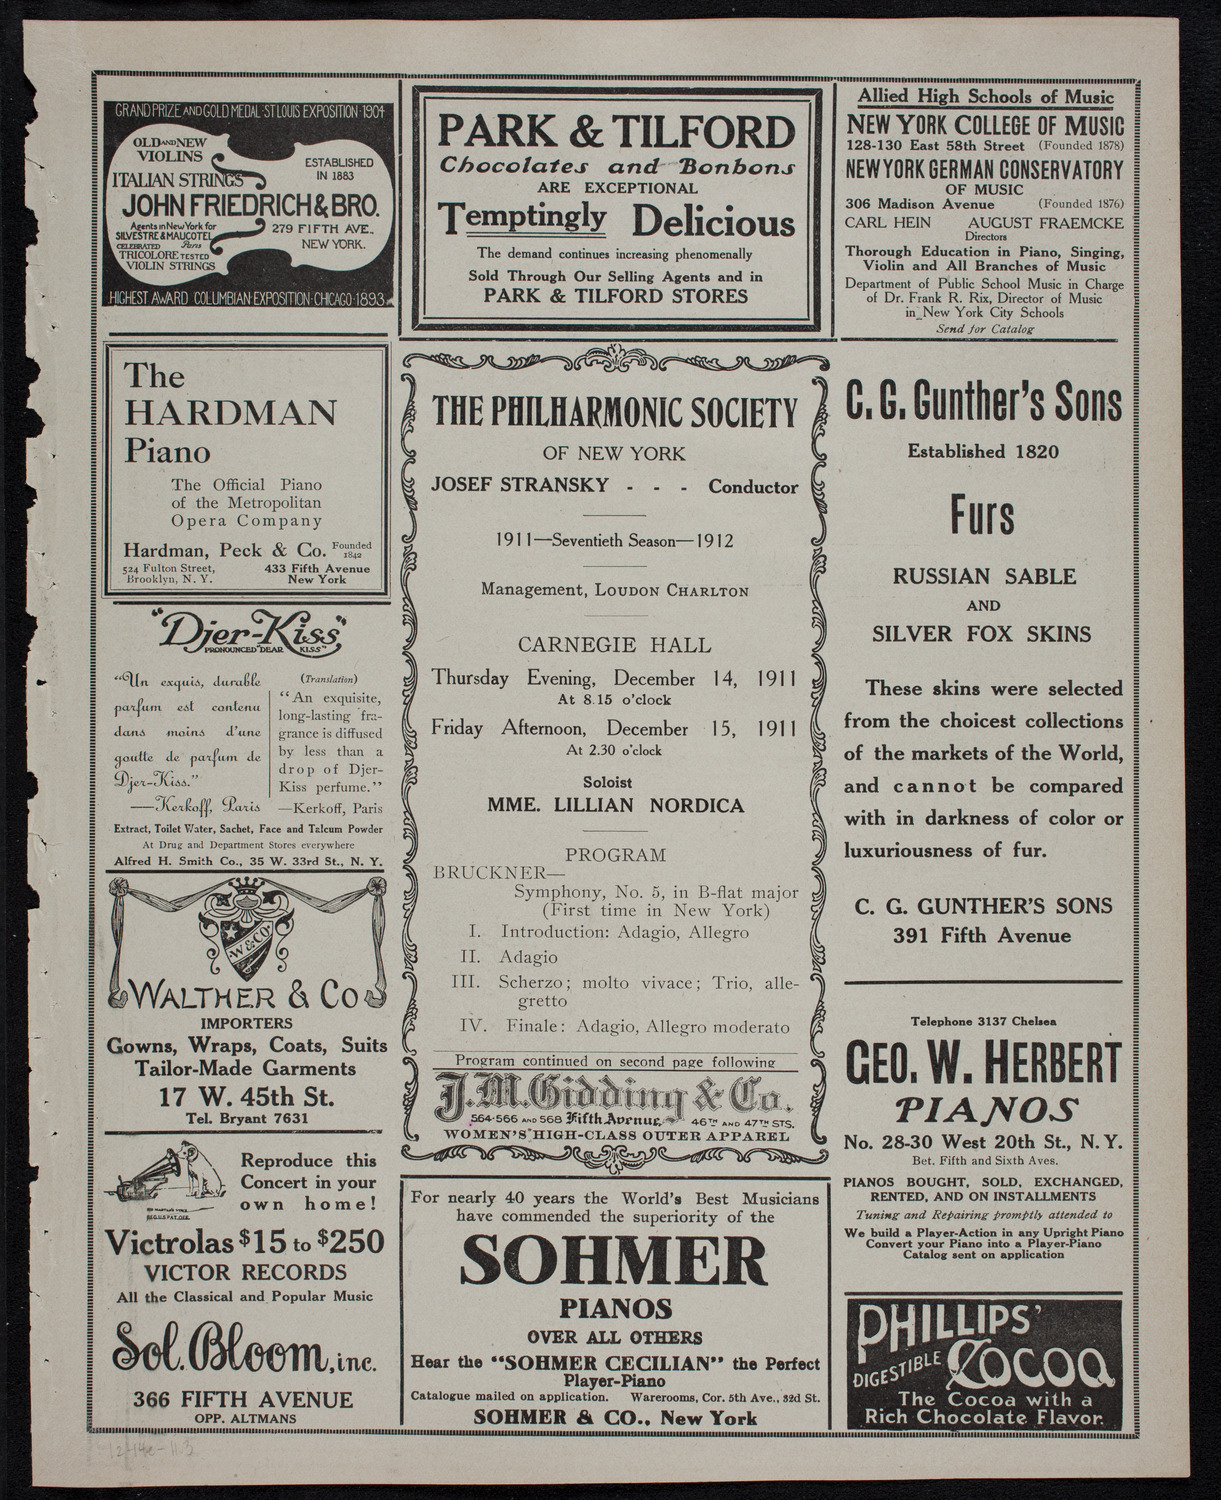 GRAND PRIZE AND GOLD MEDAL·ST LOUIS EXPOSITION·1904
OLD AND NEW
VIOLINS
ITALIAN STRINGS
ESTABLISHED
IN 1883
JOHN FRIEDRICH & BRO.
Agents in New York for
SILVESTRE & MAUCOTEL
CELEBRATED Paris
TRICOLORE TESTED
VIOLIN STRINGS
279 FIFTH AVE.,
NEW YORK.
HIGHEST AWARD COLUMBIAN·EXPOSITION·CHICAGO·1893
The
HARDMAN
Piano
The Official Piano
of the Metropolitan
Opera Company
Hardman, Peck & Co. Founded 1842
524 Fulton Street,
Brooklyn, N. Y.
433 Fifth Avenue
New York
"Djer-Kiss"
PRONOUNCED "DEAR KISS"
"Un exquis, durable
parfum est contenu
dans moins d'une
goutte de parfum de
Djer-Kiss."
—Kerkoff, Paris
(Translation)
"An exquisite,
long-lasting fra-
grance is diffused
by less than a
drop of Djer-
Kiss perfume."
—Kerkoff, Paris
Extract, Toilet Water, Sachet, Face and Talcum Powder
At Drug and Department Stores everywhere
Alfred H. Smith Co., 35 W. 33rd St., N. Y.
W & CO
WALTHER & CO
IMPORTERS
Gowns, Wraps, Coats, Suits
Tailor-Made Garments
17 W. 45th St.
Tel. Bryant 7631
HIS MASTER'S VOICE
REG.U.S.PAT.OFF.
Reproduce this
Concert in your
own home!
Victrolas $15 to $250
VICTOR RECORDS
All the Classical and Popular Music
Sol. Bloom, inc.
366 FIFTH AVENUE
OPP. ALTMANS
PARK & TILFORD
Chocolates and Bonbons
ARE EXCEPTIONAL
Temptingly Delicious
The demand continues increasing phenomenally
Sold Through Our Selling Agents and in
PARK & TILFORD STORES
THE PHILHARMONIC SOCIETY
OF NEW YORK
JOSEF STRANSKY - - - Conductor
1911—Seventieth Season—1912
Management, LOUDON CHARLTON
CARNEGIE HALL
Thursday Evening, December 14, 1911
At 8.15 o'clock
Friday Afternoon, December 15, 1911
At 2.30 o'clock
Soloist
MME. LILLIAN NORDICA
PROGRAM
BRUCKNER—
Symphony, No. 5, in B-flat major
(First time in New York)
I. Introduction: Adagio, Allegro
II. Adagio
III. Scherzo; molto vivace; Trio, alle-
gretto
IV. Finale: Adagio, Allegro moderato
Program continued on second page following
J. M. Gidding & Co.
564-566 AND 568 Fifth Avenue, 46TH AND 47TH STS.
WOMEN'S HIGH-CLASS OUTER APPAREL
For nearly 40 years the World's Best Musicians
have commended the superiority of the
SOHMER
PIANOS
OVER ALL OTHERS
Hear the "SOHMER CECILIAN" the Perfect
Player-Piano
Catalogue mailed on application. Warerooms, Cor. 5th Ave., 32d St.
SOHMER & CO., New York
Allied High Schools of Music
NEW YORK COLLEGE OF MUSIC
128-130 East 58th Street (Founded 1878)
NEW YORK GERMAN CONSERVATORY
OF MUSIC
306 Madison Avenue (Founded 1876)
CARL HEIN AUGUST FRAEMCKE
Directors
Thorough Education in Piano, Singing,
Violin and All Branches of Music
Department of Public School Music in Charge
of Dr. Frank R. Rix, Director of Music
in New York City Schools
Send for Catalog
C. G. Gunther's Sons
Established 1820
Furs
RUSSIAN SABLE
AND
SILVER FOX SKINS
These skins were selected
from the choicest collections
of the markets of the World,
and cannot be compared
with in darkness of color or
luxuriousness of fur.
C. G. GUNTHER'S SONS
391 Fifth Avenue
Telephone 3137 Chelsea
GEO. W. HERBERT
PIANOS
No. 28-30 West 20th St., N. Y.
Bet. Fifth and Sixth Aves.
PIANOS BOUGHT, SOLD, EXCHANGED,
RENTED, AND ON INSTALLMENTS
Tuning and Repairing promptly attended to
We build a Player-Action in any Upright Piano
Convert your Piano into a Player-Piano
Catalog sent on application
PHILLIPS'
DIGESTIBLE COCOA
The Cocoa with a
Rich Chocolate Flavor.